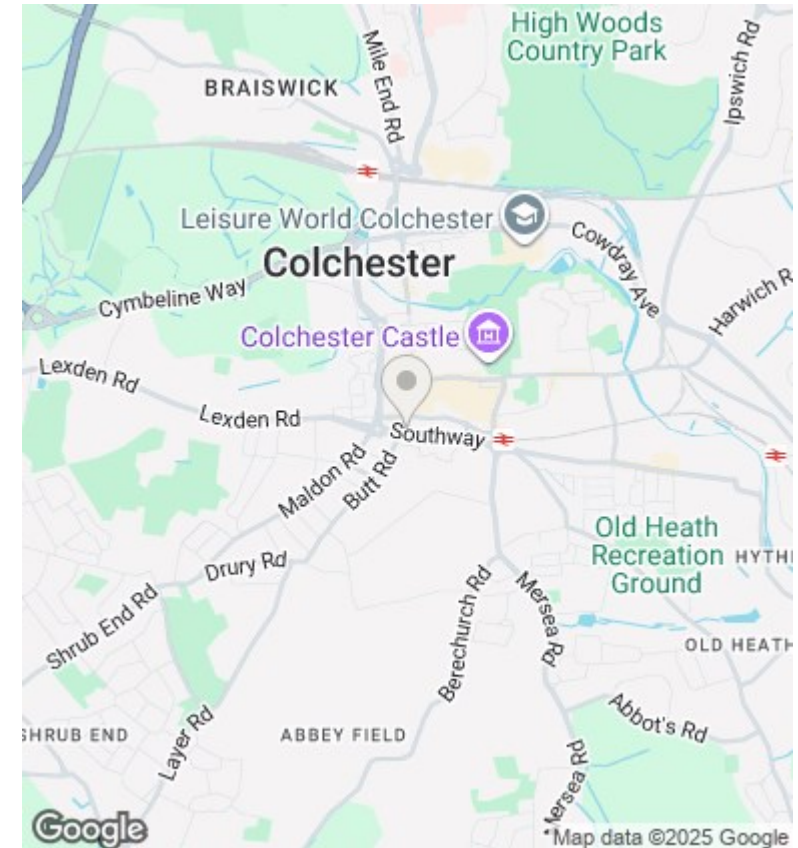 High Woods
Country Park
Ipswich Rd
Mile End Rd
BRAISWICK
Leisure World Colchester
Cowdray Ave
Colchester
Cymbeline Way
Harwich R
Colchester Castle
Lexden Rd
Lexden Rd
Southway
Maldon Rd
Butt Rd
Old Heath
Recreation
Ground
HYTH
Drury Rd
Berechurch Rd
Mersea Rd
Shrub End Rd
OLD HEATH
Layer Rd
SHRUB END
ABBEY FIELD
Abbot's Rd
Mersea Rd
Google
Map data ©2025 Google